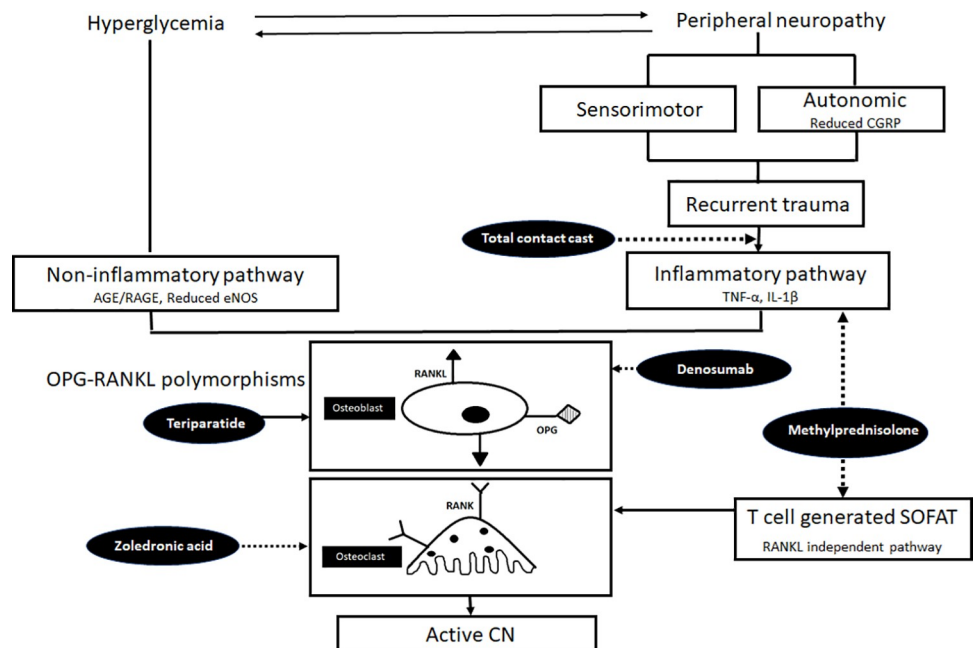 Hyperglycemia
Peripheral neuropathy
Sensorimotor
Autonomic
Reduced CGRP
Recurrent trauma
Total contact cast
Non-inflammatory pathway
AGE/RAGE, Reduced eNOS
Inflammatory pathway
TNF-α, IL-1β
OPG-RANKL polymorphisms
RANKL
Denosumab
Osteoblast
Teriparatide
OPG
Methylprednisolone
RANK
T cell generated SOFAT
RANKL independent pathway
Zoledronic acid
Osteoclast
Active CN